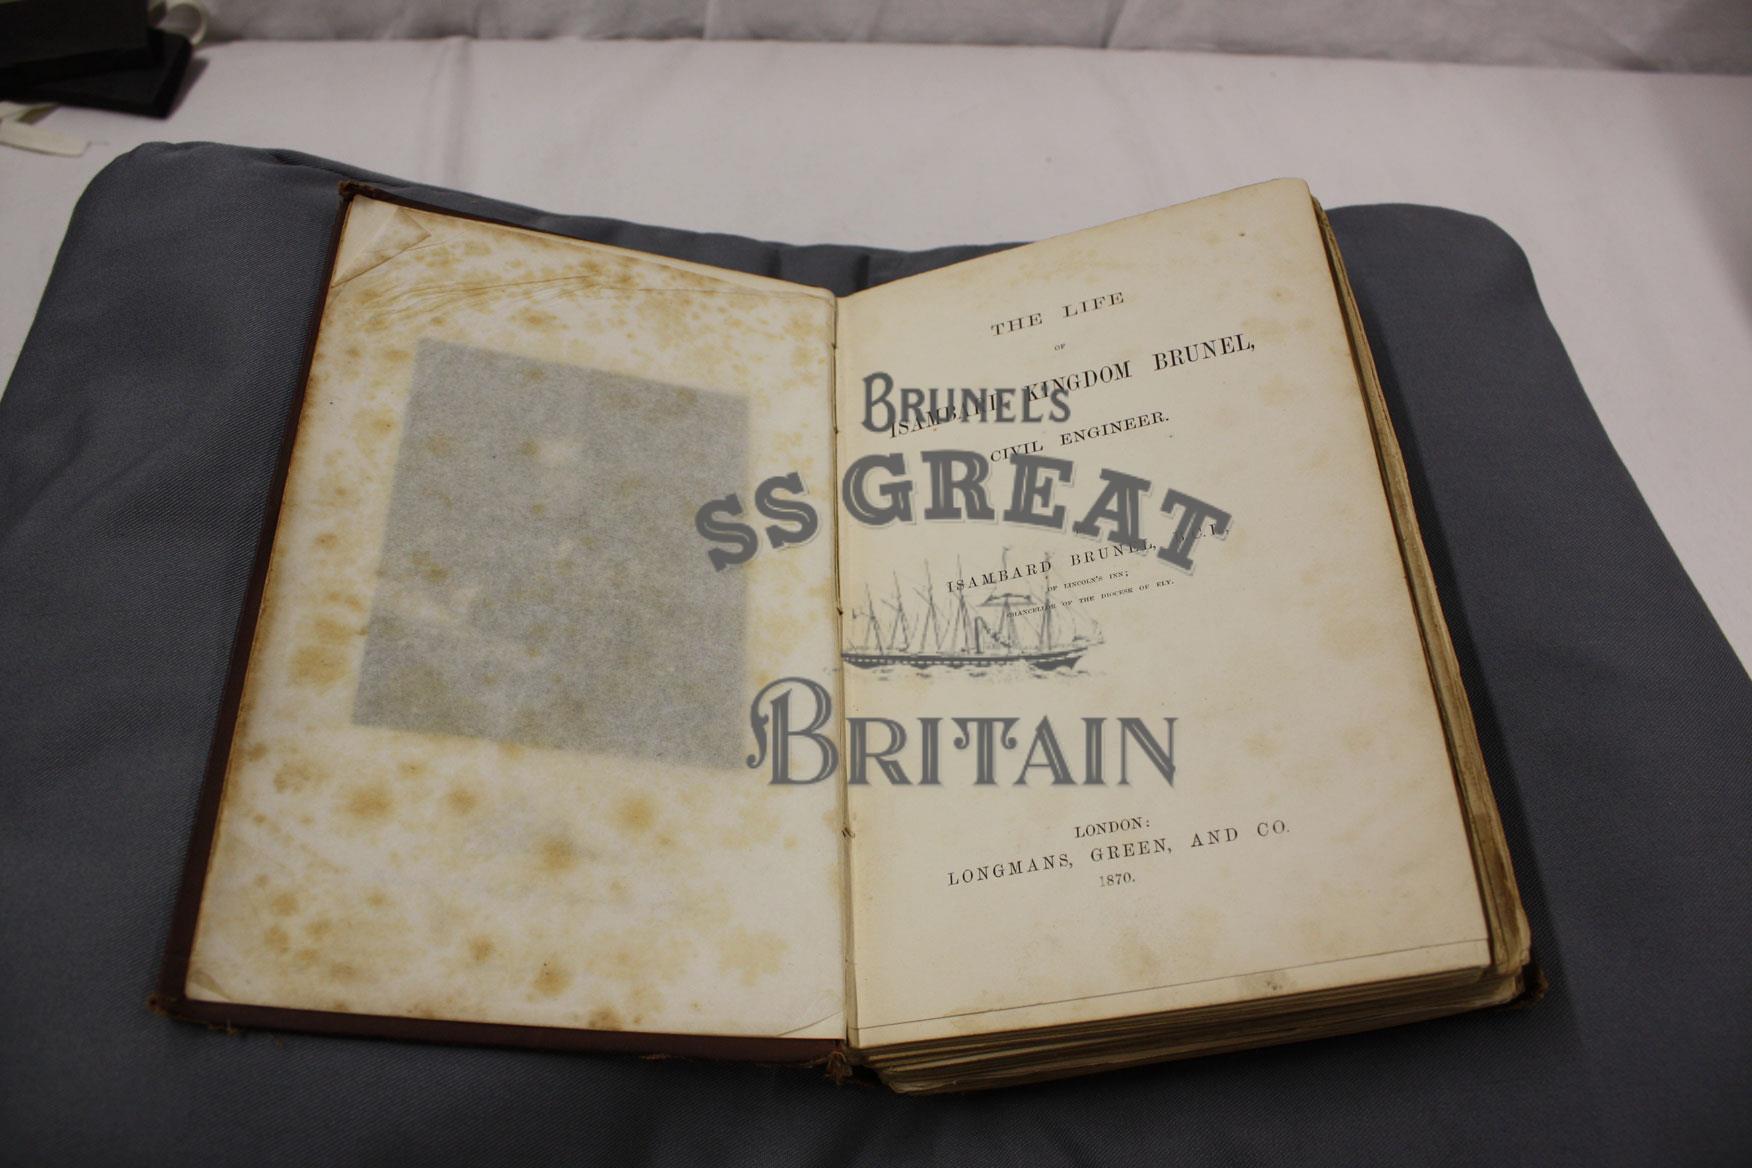 THE LIFE
OF
ISAMBARD KINGDOM BRUNEL,
CIVIL ENGINEER.
ISAMBARD BRUNEL, B.C.L.
OF LINCOLN'S INN;
CHANCELLOR OF THE DIOCESE OF ELY.
LONDON:
LONGMANS, GREEN, AND CO.
1870.
BRUNEL'S
SS GREAT
BRITAIN